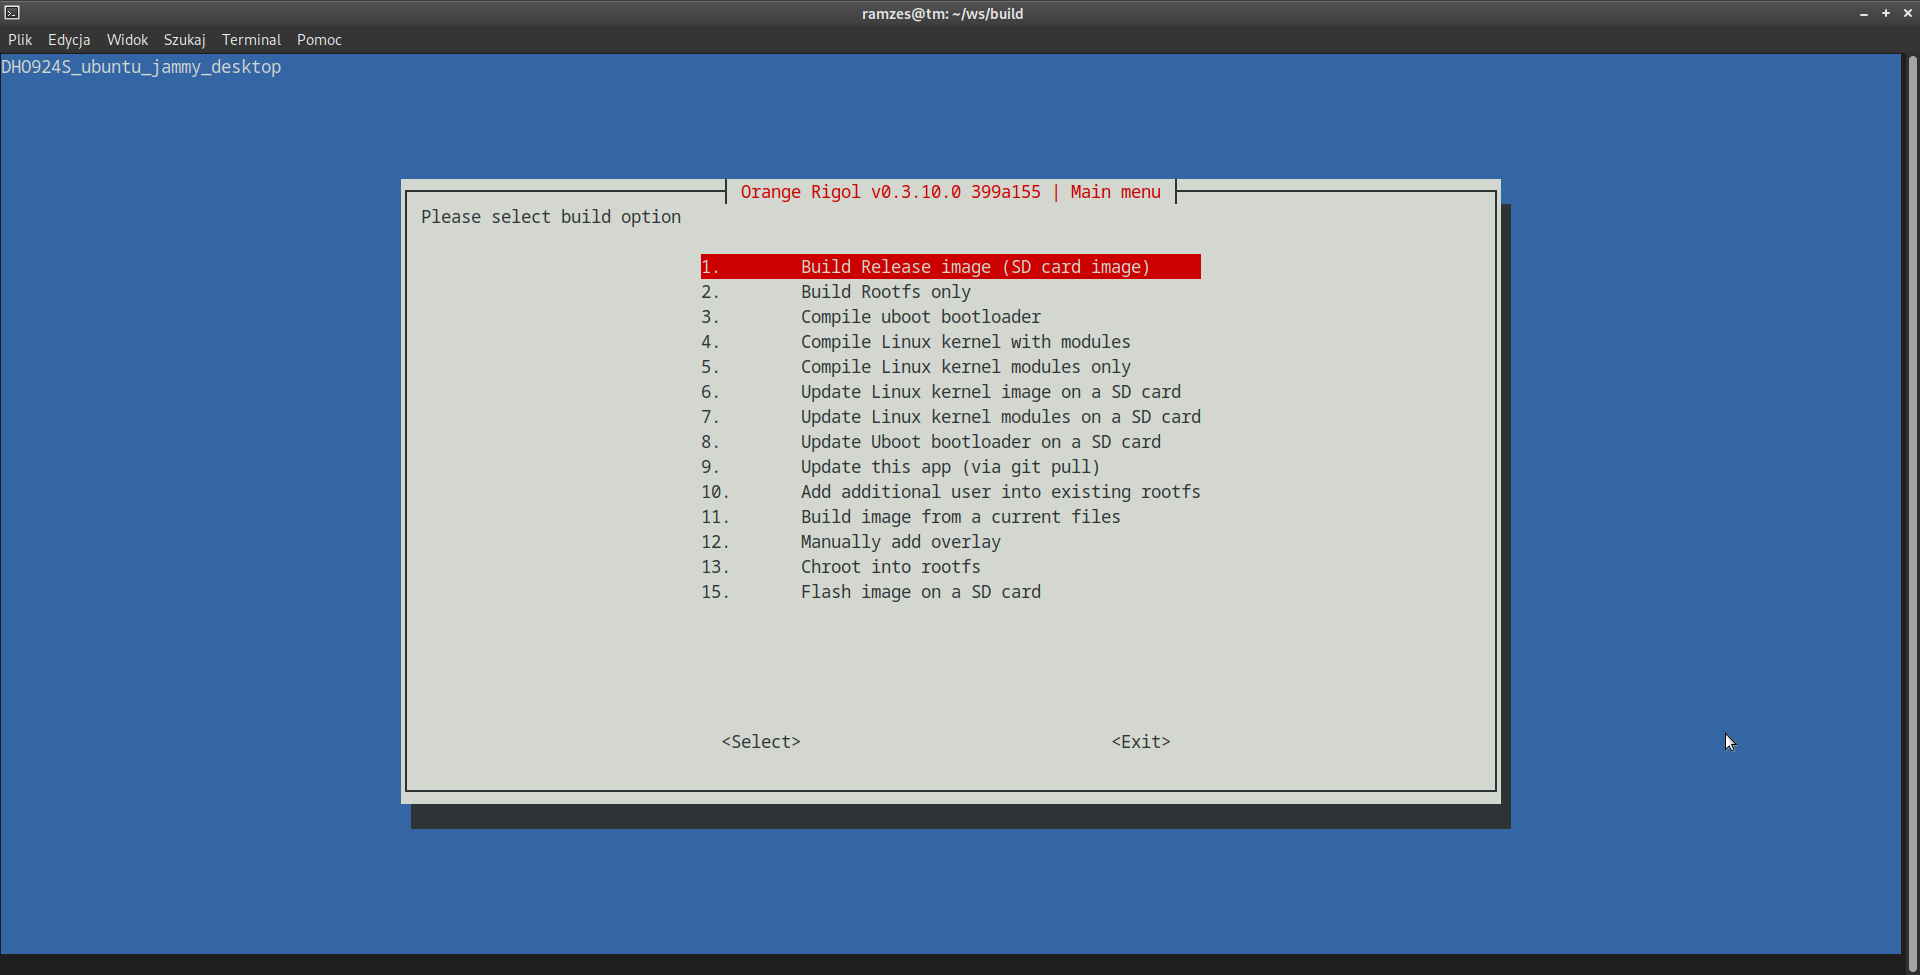 ramzes@tm: ~/ws/build
Plik Edycja Widok Szukaj Terminal Pomoc
DHO924S_ubuntu_jammy_desktop
Orange Rigol v0.3.10.0 399a155 | Main menu
Please select build option
1. Build Release image (SD card image)
2. Build Rootfs only
3. Compile uboot bootloader
4. Compile Linux kernel with modules
5. Compile Linux kernel modules only
6. Update Linux kernel image on a SD card
7. Update Linux kernel modules on a SD card
8. Update Uboot bootloader on a SD card
9. Update this app (via git pull)
10. Add additional user into existing rootfs
11. Build image from a current files
12. Manually add overlay
13. Chroot into rootfs
15. Flash image on a SD card
<Select> <Exit>